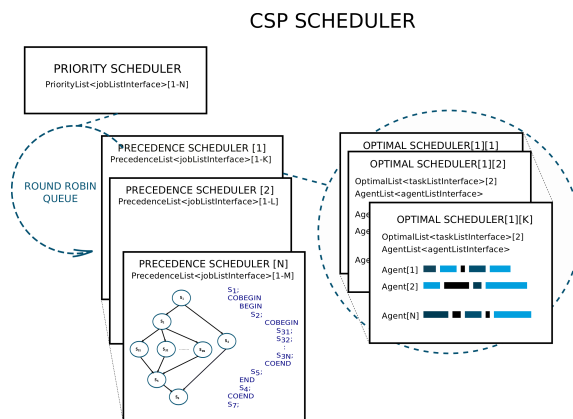 CSP SCHEDULER
PRIORITY SCHEDULER
PriorityList<jobListInterface>[1-N]
ROUND ROBIN
QUEUE
PRECEDENCE SCHEDULER [1]
PrecedenceList<jobListInterface>[1-K]
PRECEDENCE SCHEDULER [2]
PrecedenceList<jobListInterface>[1-L]
PRECEDENCE SCHEDULER [N]
PrecedenceList<jobListInterface>[1-M]
S1;
COBEGIN
BEGIN
S2;
COBEGIN
S31;
S32;
:
S3N;
COEND
S5;
END
S4;
COEND
S7;
OPTIMAL SCHEDULER[1][1]
OPTIMAL SCHEDULER[1][2]
OptimalList<taskListInterface>[2]
AgentList<agentListInterface>
Age
Age
Age
OPTIMAL SCHEDULER[1][K]
OptimalList<taskListInterface>[2]
AgentList<agentListInterface>
Agent[1]
Agent[2]
Agent[N]